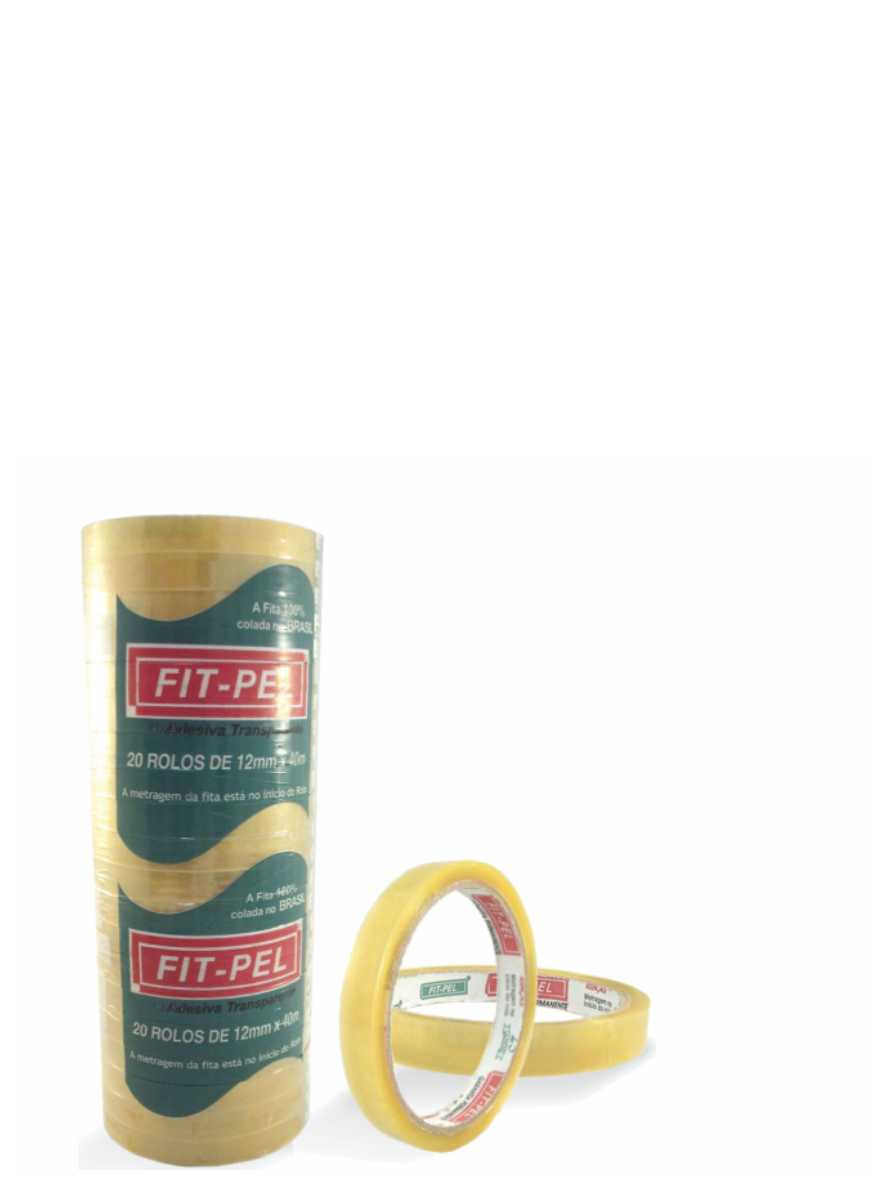 A Fita 100%
colada no BRASIL
FIT-PEL
Adesiva Transparente
20 ROLOS DE 12mm x 40m
A metragem da fita está no Início do Rolo
A Fita 100%
colada no BRASIL
FIT-PEL
Adesiva Transparente
20 ROLOS DE 12mm x 40m
A metragem da fita está no Início do Rolo
FIT-PEL
FIT-PEL
EL
FIT-PEL